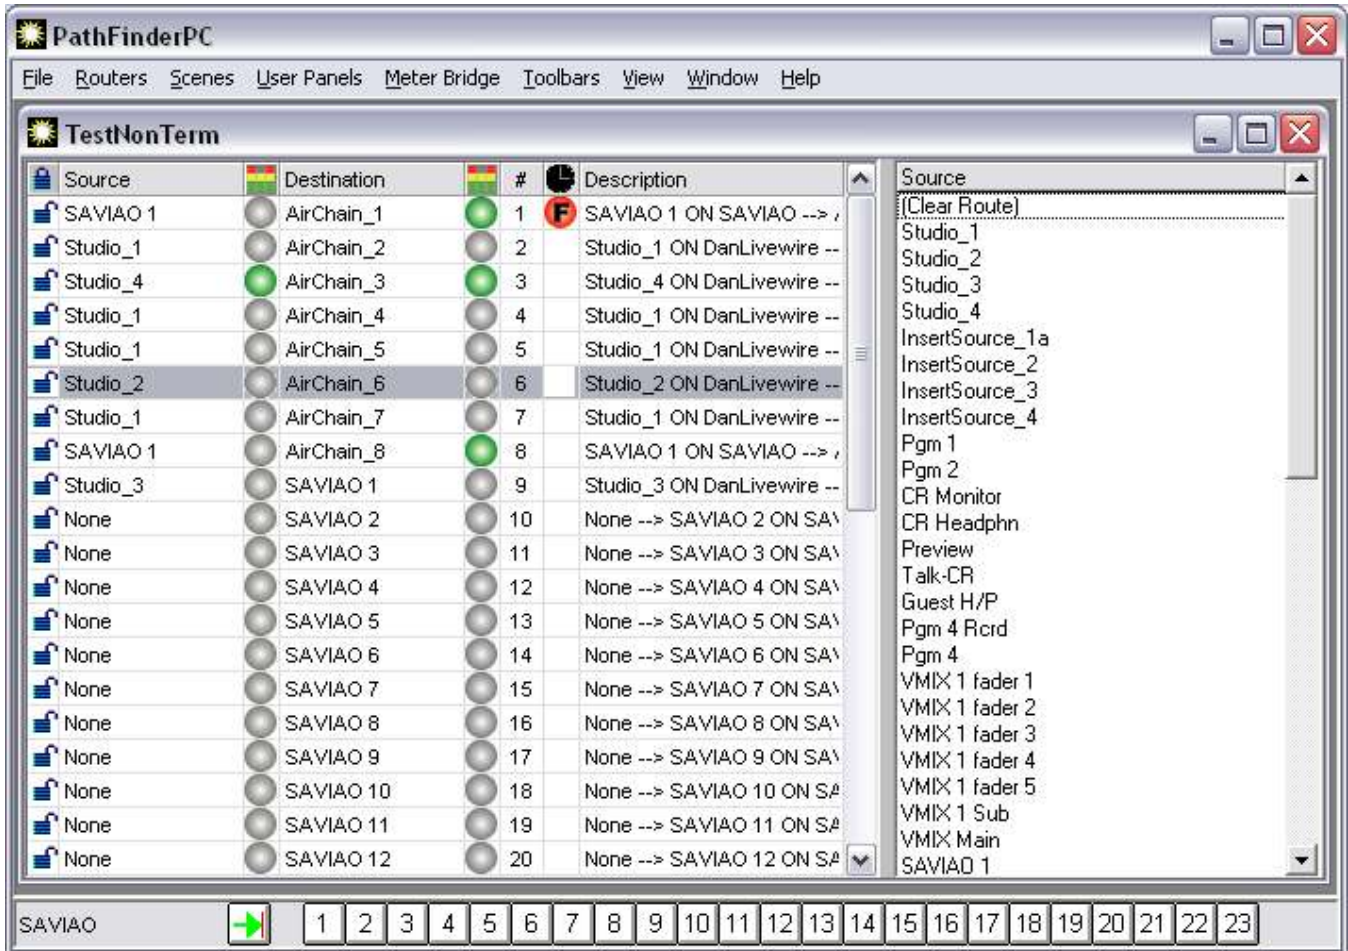 PathFinderPC
File Routers Scenes User Panels Meter Bridge Toolbars View Window Help
TestNonTerm
Source Destination # Description
SAVIAO 1 AirChain_1 1 F SAVIAO 1 ON SAVIAO --> /
Studio_1 AirChain_2 2 Studio_1 ON DanLivewire --
Studio_4 AirChain_3 3 Studio_4 ON DanLivewire --
Studio_1 AirChain_4 4 Studio_1 ON DanLivewire --
Studio_1 AirChain_5 5 Studio_1 ON DanLivewire --
Studio_2 AirChain_6 6 Studio_2 ON DanLivewire --
Studio_1 AirChain_7 7 Studio_1 ON DanLivewire --
SAVIAO 1 AirChain_8 8 SAVIAO 1 ON SAVIAO --> /
Studio_3 SAVIAO 1 9 Studio_3 ON DanLivewire --
None SAVIAO 2 10 None --> SAVIAO 2 ON SA
None SAVIAO 3 11 None --> SAVIAO 3 ON SA
None SAVIAO 4 12 None --> SAVIAO 4 ON SA
None SAVIAO 5 13 None --> SAVIAO 5 ON SA
None SAVIAO 6 14 None --> SAVIAO 6 ON SA
None SAVIAO 7 15 None --> SAVIAO 7 ON SA
None SAVIAO 8 16 None --> SAVIAO 8 ON SA
None SAVIAO 9 17 None --> SAVIAO 9 ON SA
None SAVIAO 10 18 None --> SAVIAO 10 ON SA
None SAVIAO 11 19 None --> SAVIAO 11 ON SA
None SAVIAO 12 20 None --> SAVIAO 12 ON SA
Source
(Clear Route)
Studio_1
Studio_2
Studio_3
Studio_4
InsertSource_1a
InsertSource_2
InsertSource_3
InsertSource_4
Pgm 1
Pgm 2
CR Monitor
CR Headphn
Preview
Talk-CR
Guest H/P
Pgm 4 Rcrd
Pgm 4
VMIX 1 fader 1
VMIX 1 fader 2
VMIX 1 fader 3
VMIX 1 fader 4
VMIX 1 fader 5
VMIX 1 Sub
VMIX Main
SAVIAO 1
SAVIAO 1 2 3 4 5 6 7 8 9 10 11 12 13 14 15 16 17 18 19 20 21 22 23